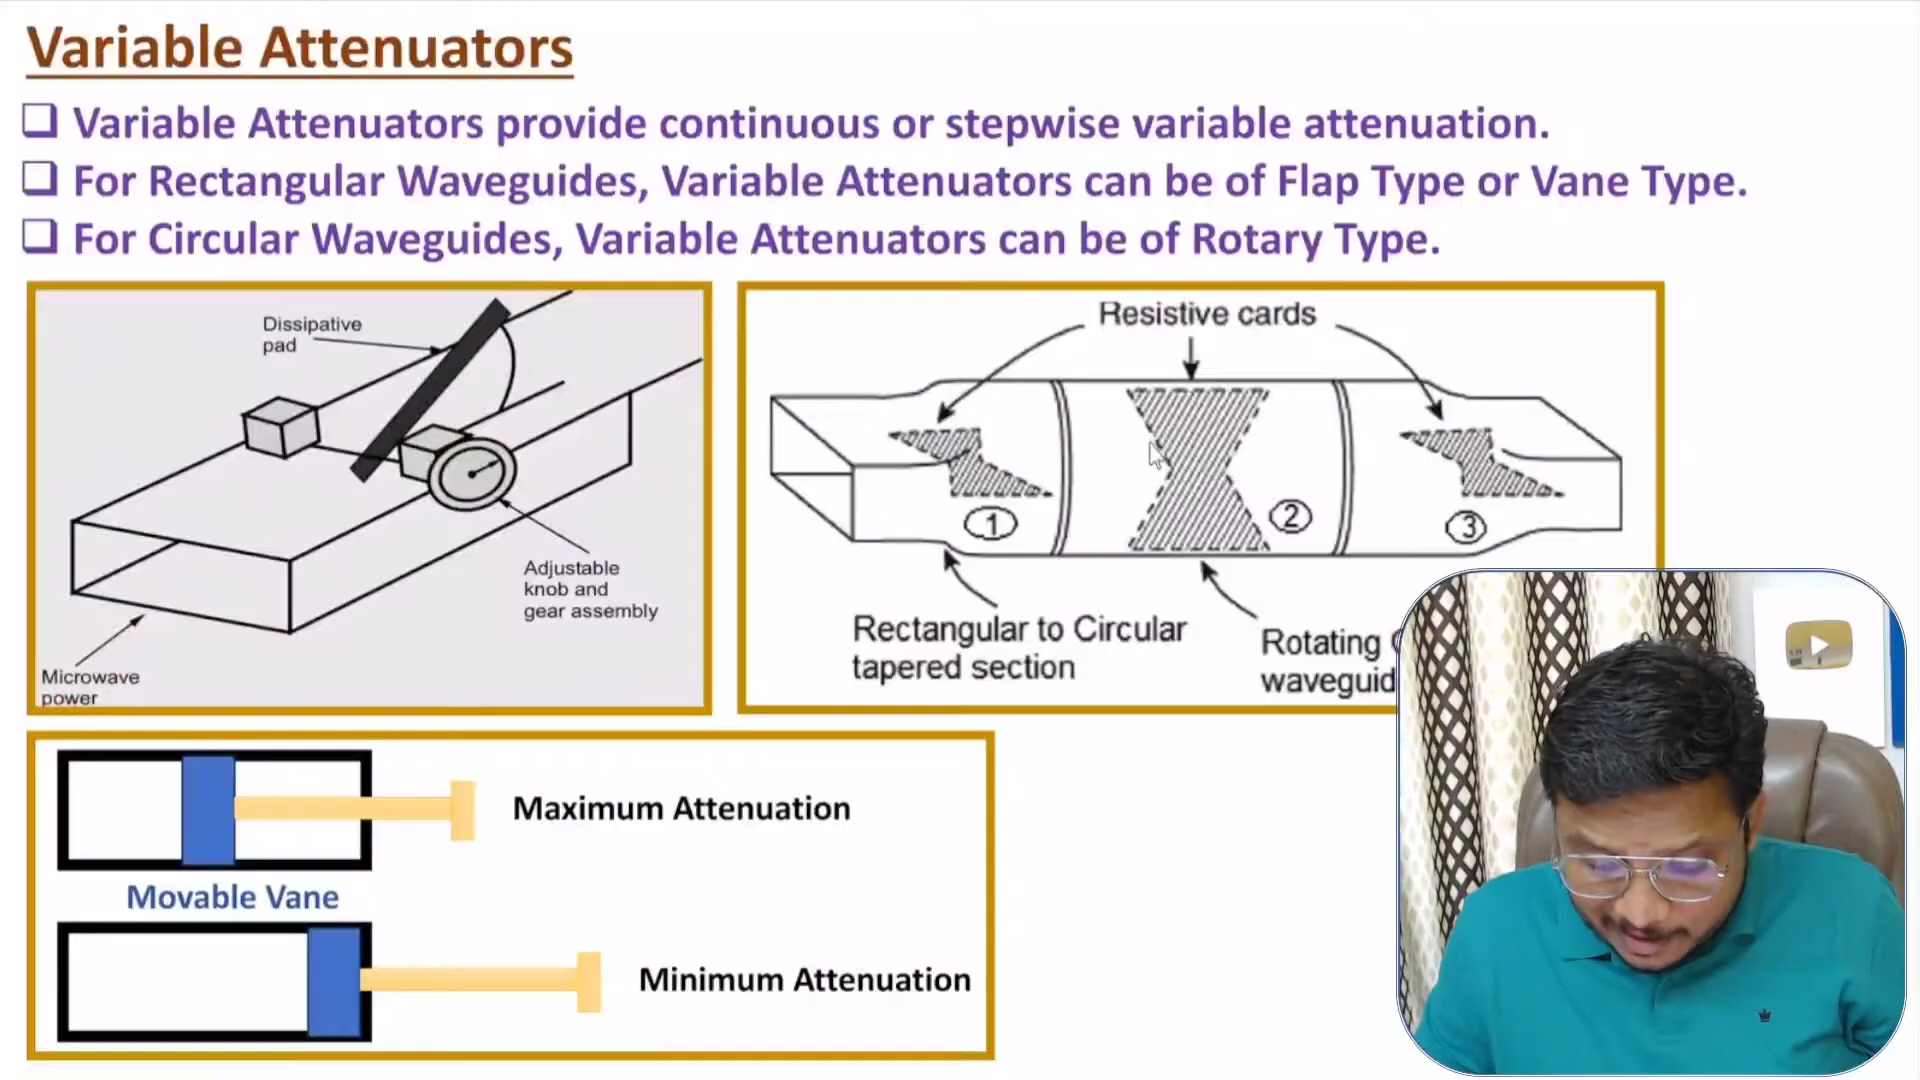 Variable Attenuators
Variable Attenuators provide continuous or stepwise variable attenuation.
For Rectangular Waveguides, Variable Attenuators can be of Flap Type or Vane Type.
For Circular Waveguides, Variable Attenuators can be of Rotary Type.
Dissipative
pad
Adjustable
knob and
gear assembly
Microwave
power
Resistive cards
1
2
3
Rectangular to Circular
tapered section
Rotating
Maximum Attenuation
Movable Vane
Minimum Attenuation